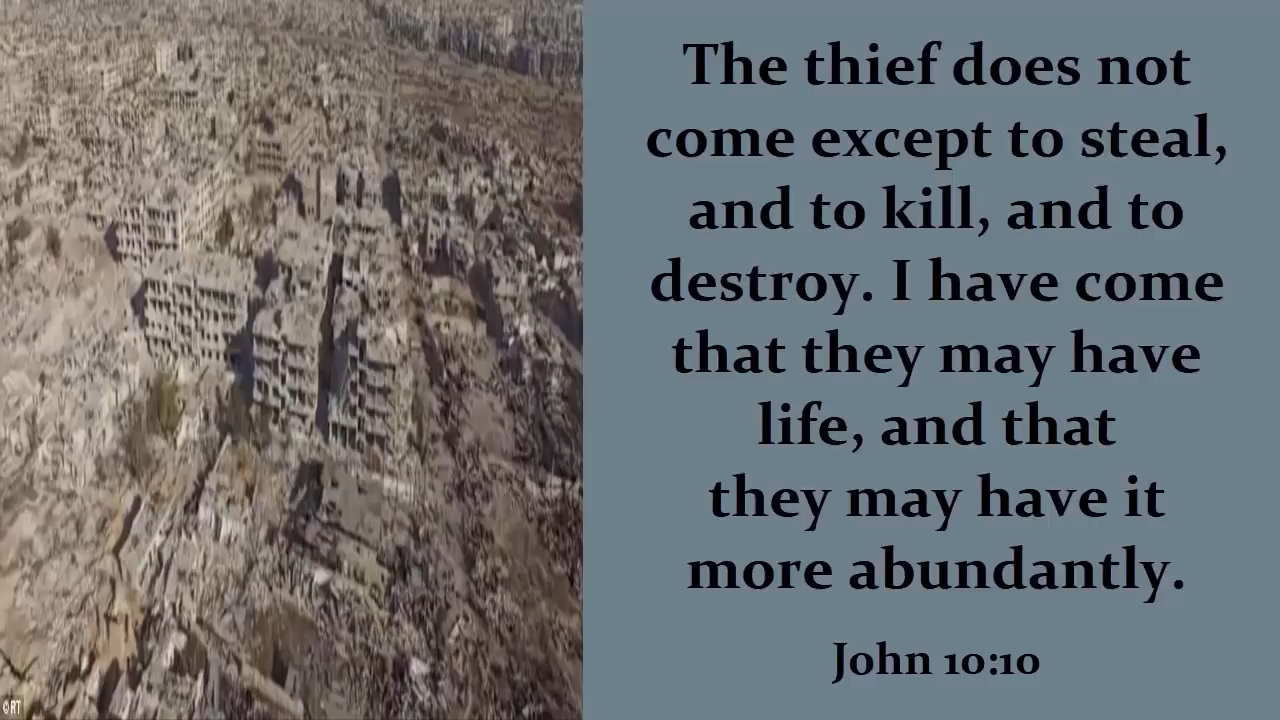 The thief does not
come except to steal,
and to kill, and to
destroy. I have come
that they may have
life, and that
they may have it
more abundantly.
John 10:10
©RT